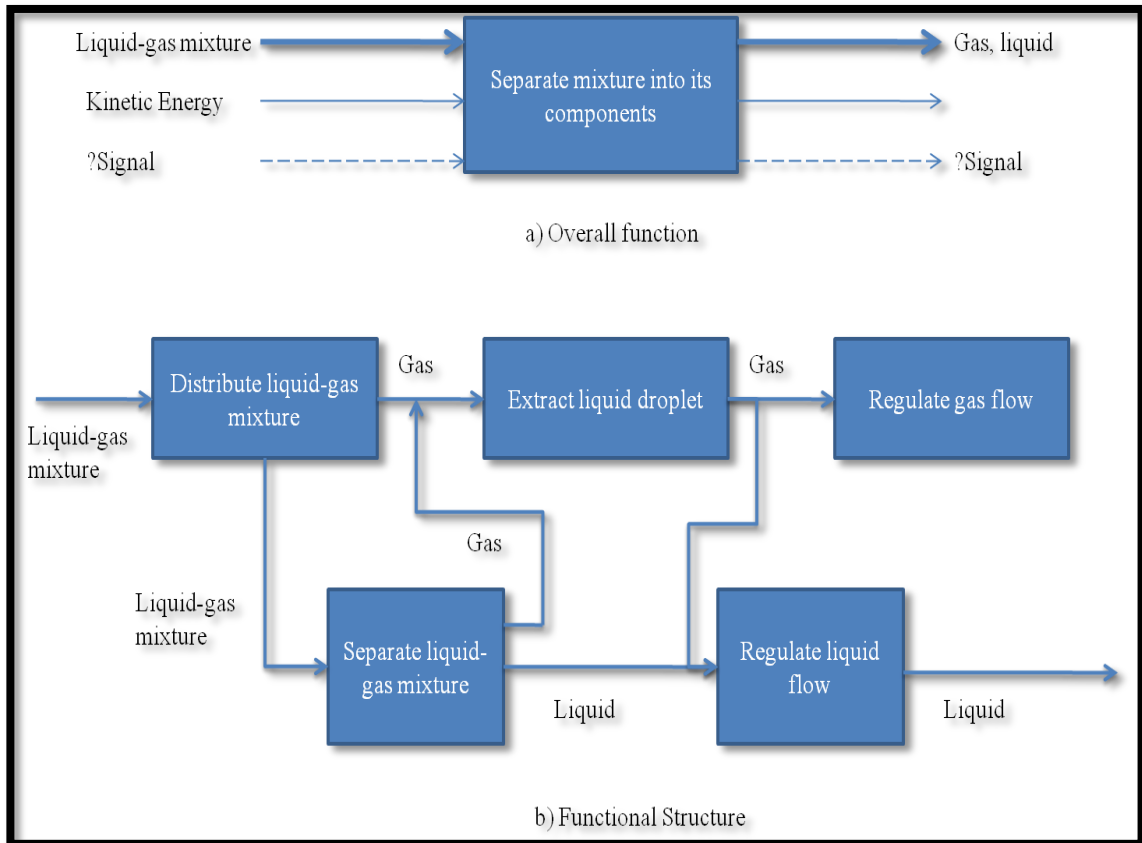 Liquid-gas mixture
Gas, liquid
Separate mixture into its
components
Kinetic Energy
?Signal
?Signal
a) Overall function
Gas
Gas
Distribute liquid-gas
mixture
Extract liquid droplet
Regulate gas flow
Liquid-gas
mixture
Gas
Liquid-gas
mixture
Separate liquid-
gas mixture
Regulate liquid
flow
Liquid
Liquid
b) Functional Structure